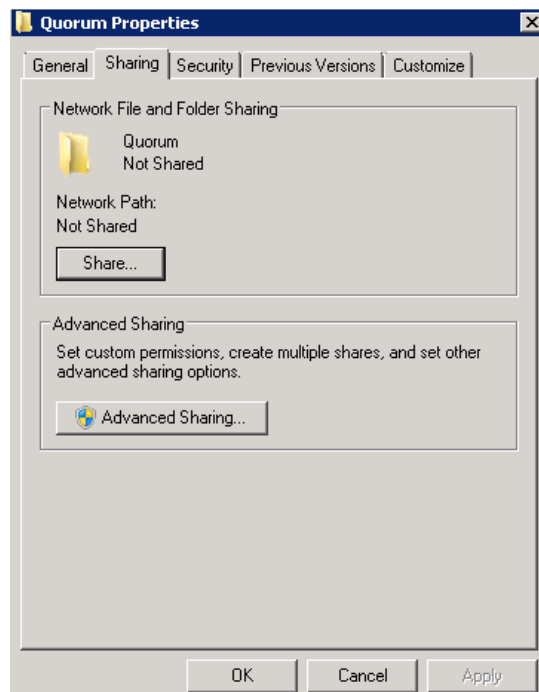 Quorum Properties
General
Sharing
Security
Previous Versions
Customize
Network File and Folder Sharing
Quorum
Not Shared
Network Path:
Not Shared
Share...
Advanced Sharing
Set custom permissions, create multiple shares, and set other
advanced sharing options.
Advanced Sharing...
OK
Cancel
Apply